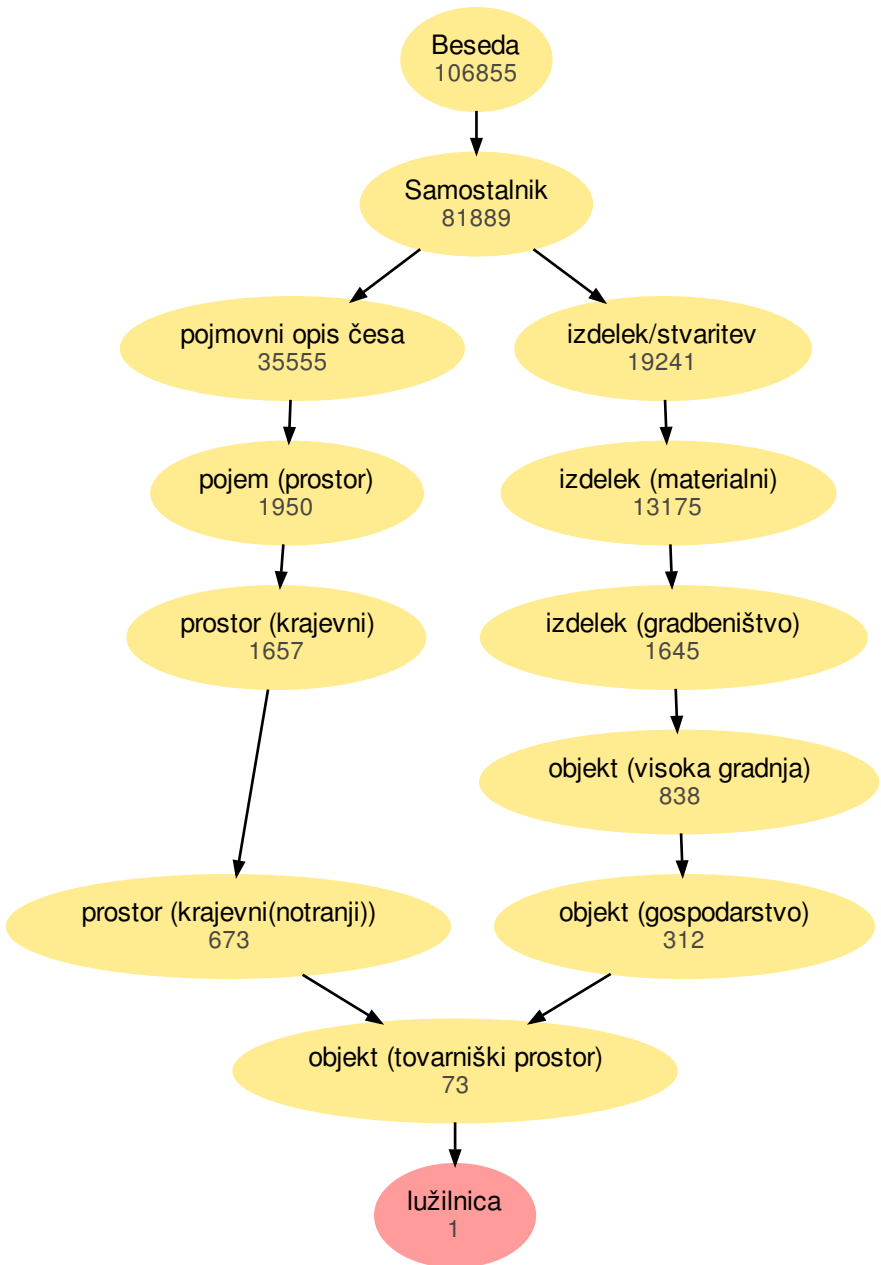 Beseda
106855
Samostalnik
81889
pojmovni opis česa
35555
izdelek/stvaritev
19241
pojem (prostor)
1950
izdelek (materialni)
13175
prostor (krajevni)
1657
izdelek (gradbeništvo)
1645
objekt (visoka gradnja)
838
prostor (krajevni(notranji))
673
objekt (gospodarstvo)
312
objekt (tovarniški prostor)
73
lužilnica
1